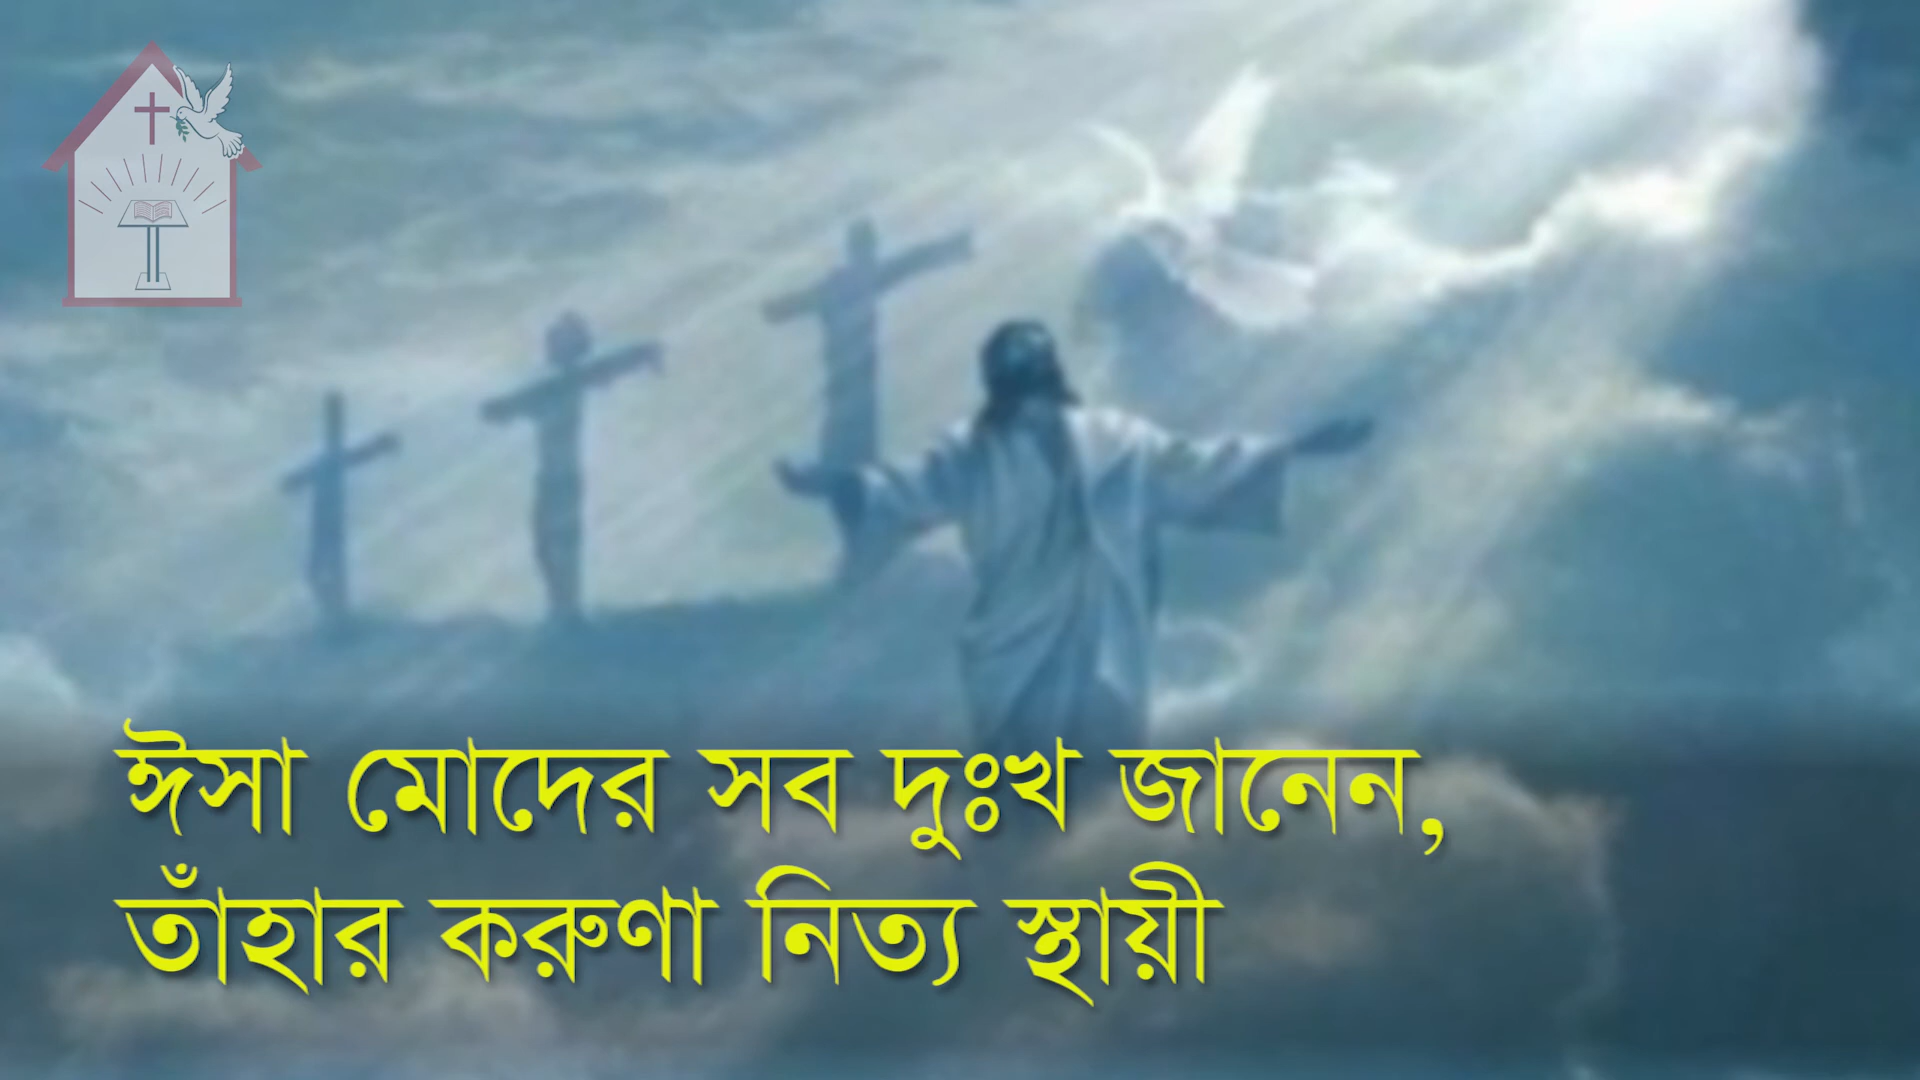 ঈসা মোদের সব দুঃখ জানেন,
তাঁহার করুণা নিত্য স্থায়ী